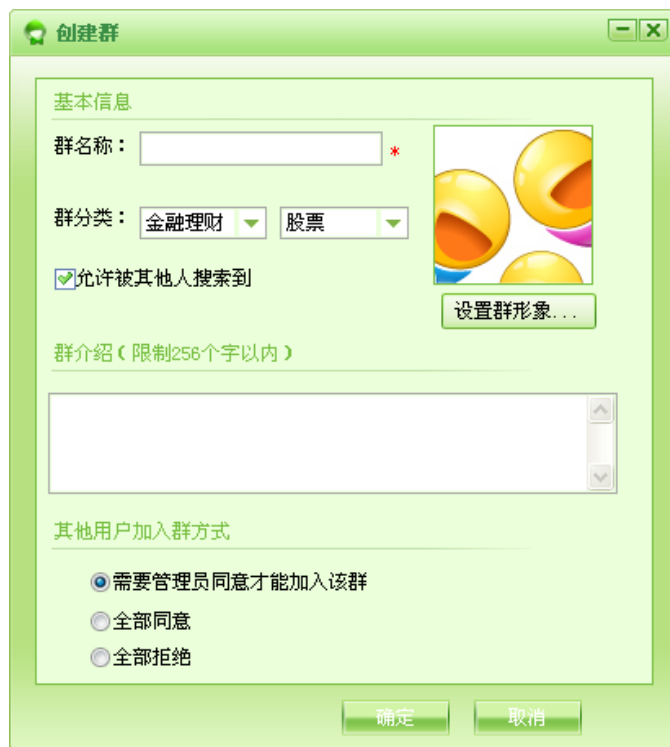 创建群
基本信息
群名称：
*
群分类： 金融理财 股票
允许被其他人搜索到
设置群形象...
群介绍（限制256个字以内）
其他用户加入群方式
需要管理员同意才能加入该群
全部同意
全部拒绝
确定 取消